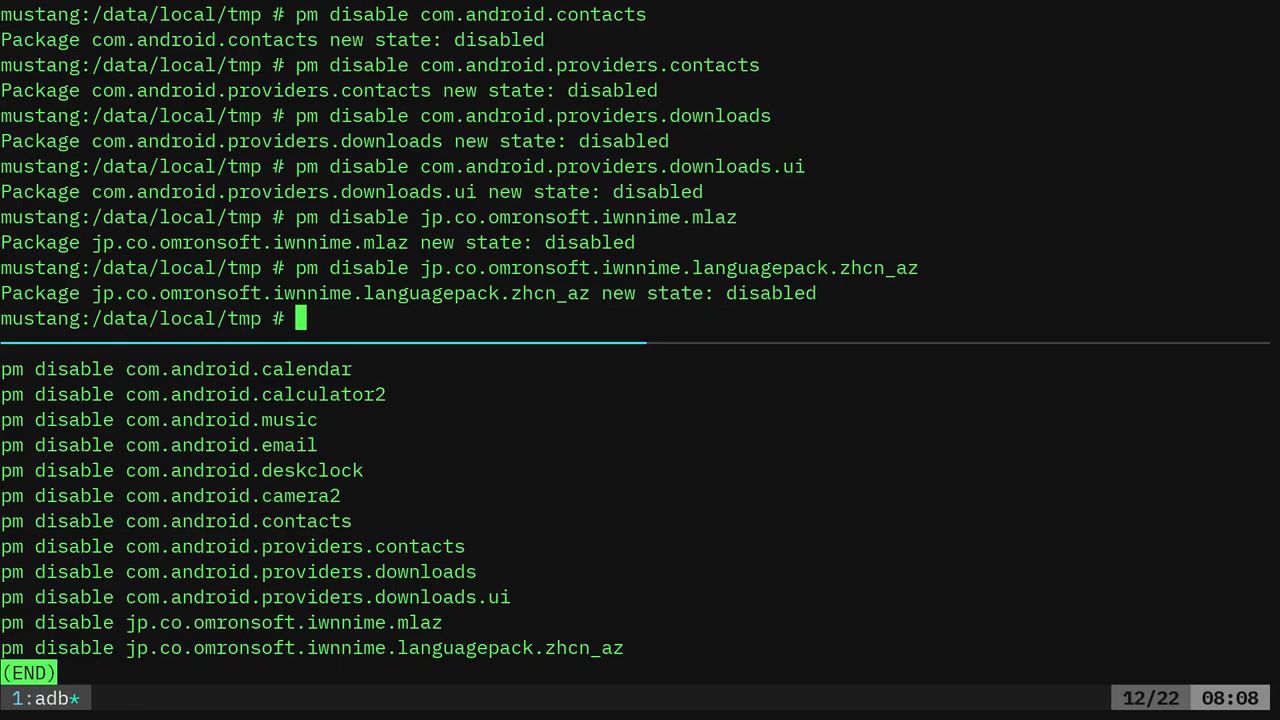 mustang:/data/local/tmp # pm disable com.android.contacts
Package com.android.contacts new state: disabled
mustang:/data/local/tmp # pm disable com.android.providers.contacts
Package com.android.providers.contacts new state: disabled
mustang:/data/local/tmp # pm disable com.android.providers.downloads
Package com.android.providers.downloads new state: disabled
mustang:/data/local/tmp # pm disable com.android.providers.downloads.ui
Package com.android.providers.downloads.ui new state: disabled
mustang:/data/local/tmp # pm disable jp.co.omronsoft.iwnnime.mlaz
Package jp.co.omronsoft.iwnnime.mlaz new state: disabled
mustang:/data/local/tmp # pm disable jp.co.omronsoft.iwnnime.languagepack.zhcn_az
Package jp.co.omronsoft.iwnnime.languagepack.zhcn_az new state: disabled
mustang:/data/local/tmp #
pm disable com.android.calendar
pm disable com.android.calculator2
pm disable com.android.music
pm disable com.android.email
pm disable com.android.deskclock
pm disable com.android.camera2
pm disable com.android.contacts
pm disable com.android.providers.contacts
pm disable com.android.providers.downloads
pm disable com.android.providers.downloads.ui
pm disable jp.co.omronsoft.iwnnime.mlaz
pm disable jp.co.omronsoft.iwnnime.languagepack.zhcn_az
(END)
1:adb* 12/22 08:08